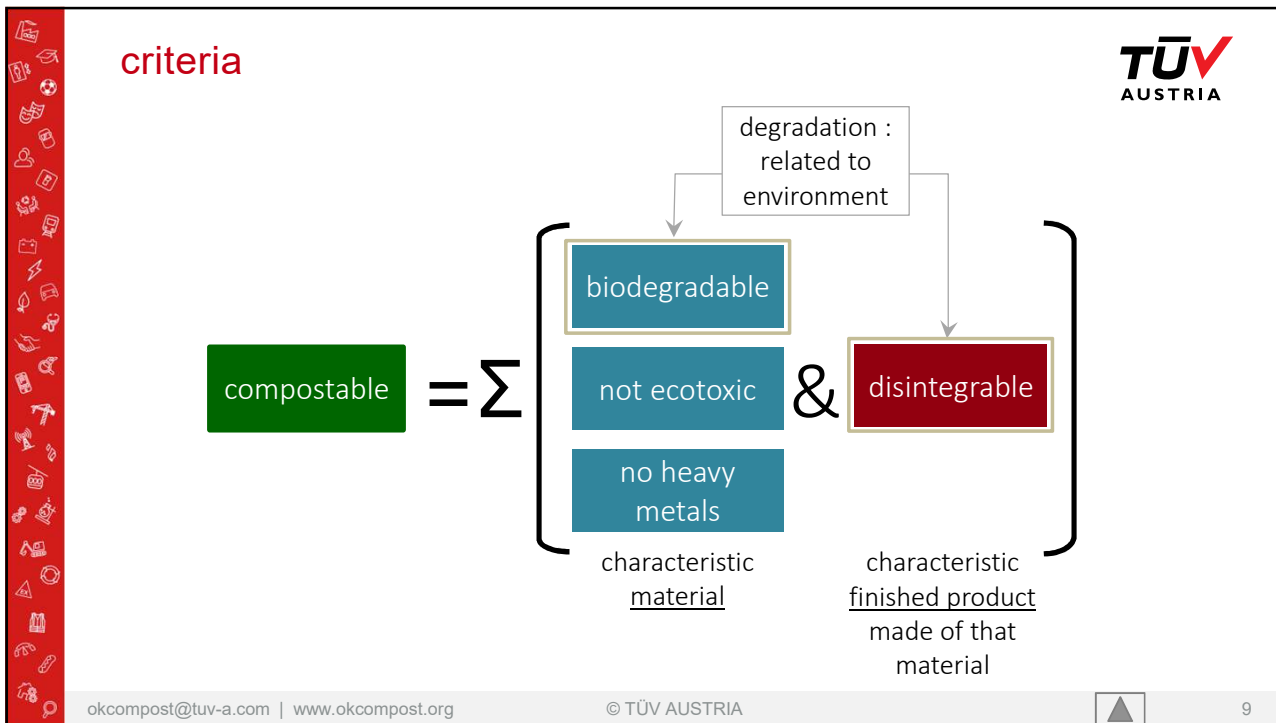 criteria
TÜV
AUSTRIA
degradation :
related to
environment
biodegradable
compostable
=Σ
not ecotoxic
&
disintegrable
no heavy
metals
characteristic
material
characteristic
finished product
made of that
material
okcompost@tuv-a.com | www.okcompost.org
© TÜV AUSTRIA
9